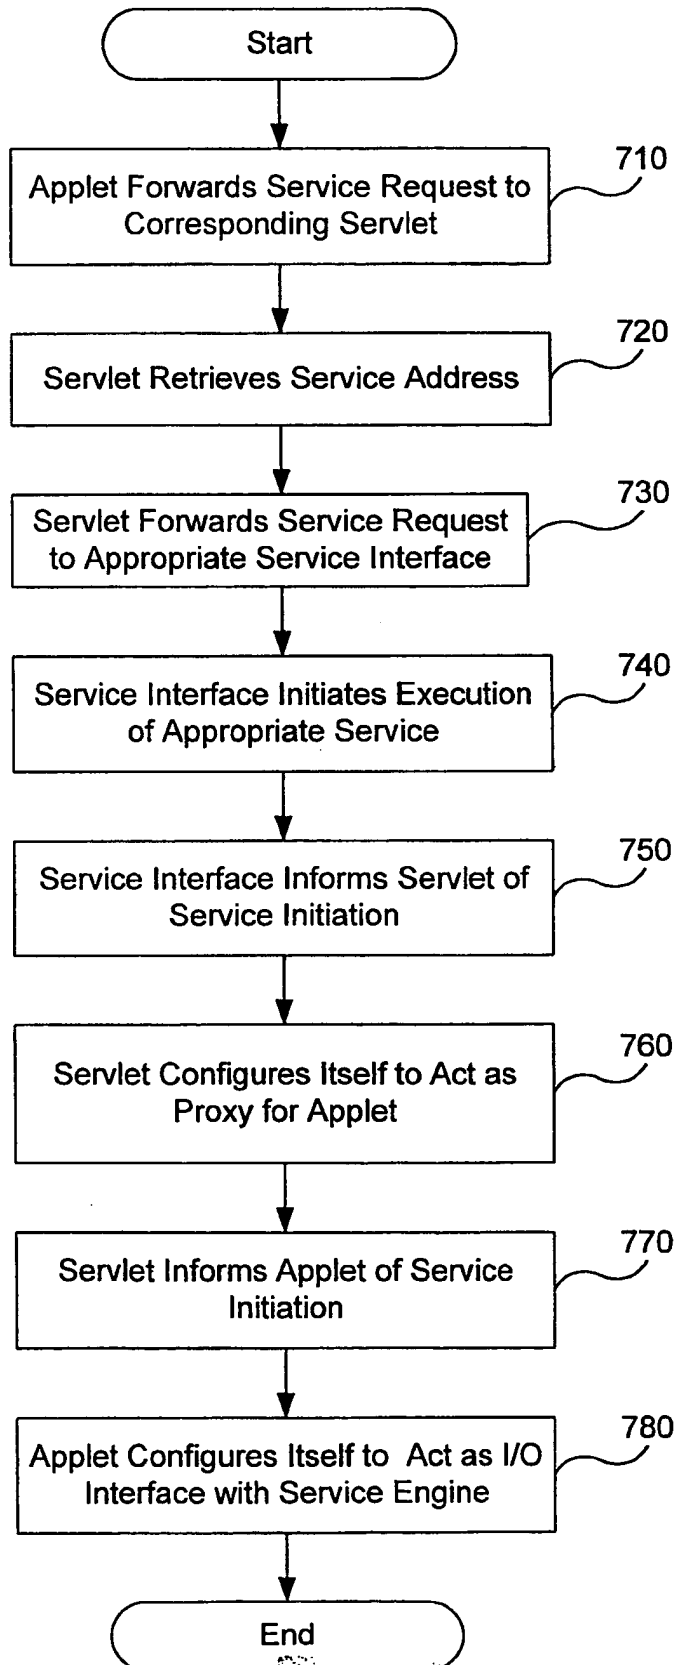 Start
710
Applet Forwards Service Request to
Corresponding Servlet
720
Servlet Retrieves Service Address
730
Servlet Forwards Service Request
to Appropriate Service Interface
740
Service Interface Initiates Execution
of Appropriate Service
750
Service Interface Informs Servlet of
Service Initiation
760
Servlet Configures Itself to Act as
Proxy for Applet
770
Servlet Informs Applet of Service
Initiation
780
Applet Configures Itself to Act as I/O
Interface with Service Engine
End